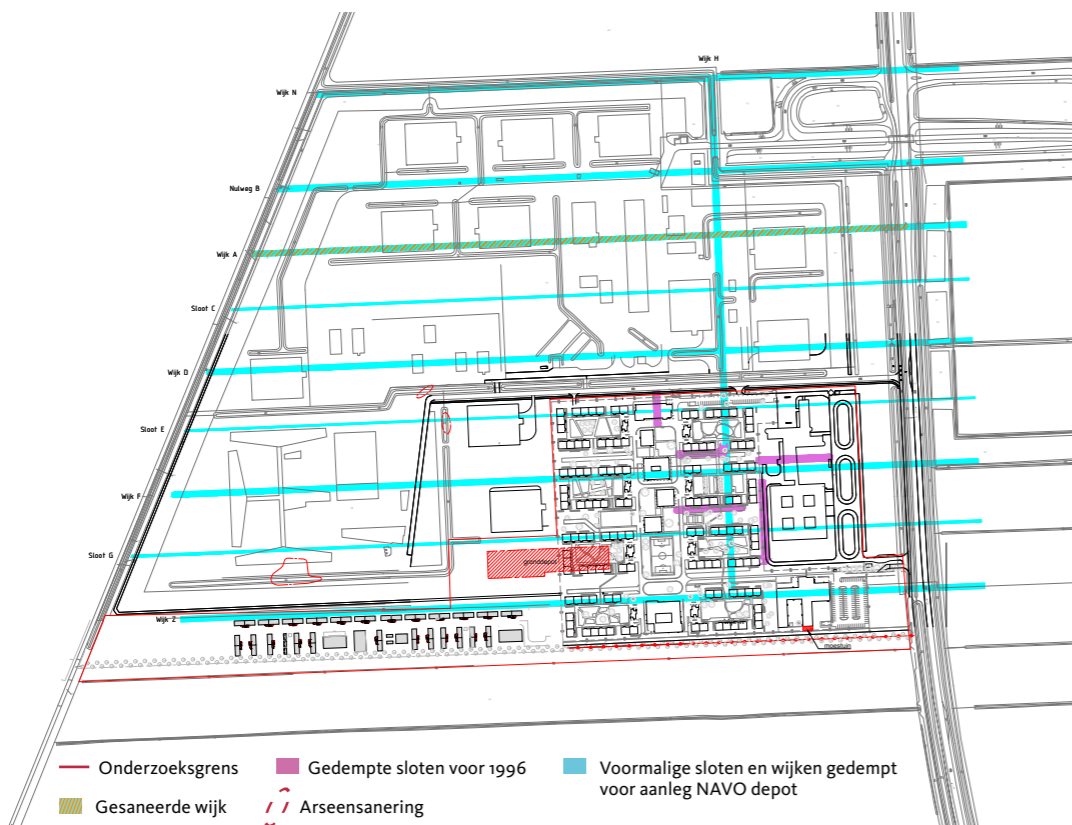 Wijk H
Wijk N
Nulweg B
Wijk A
Sloot C
Wijk D
Sloot E
Wijk F
Sloot G
granddepot
Wijk Z
moestuin
Onderzoeksgrens
Gedempte sloten voor 1996
Voormalige sloten en wijken gedempt
voor aanleg NAVO depot
Gesaneerde wijk
Arseensanering